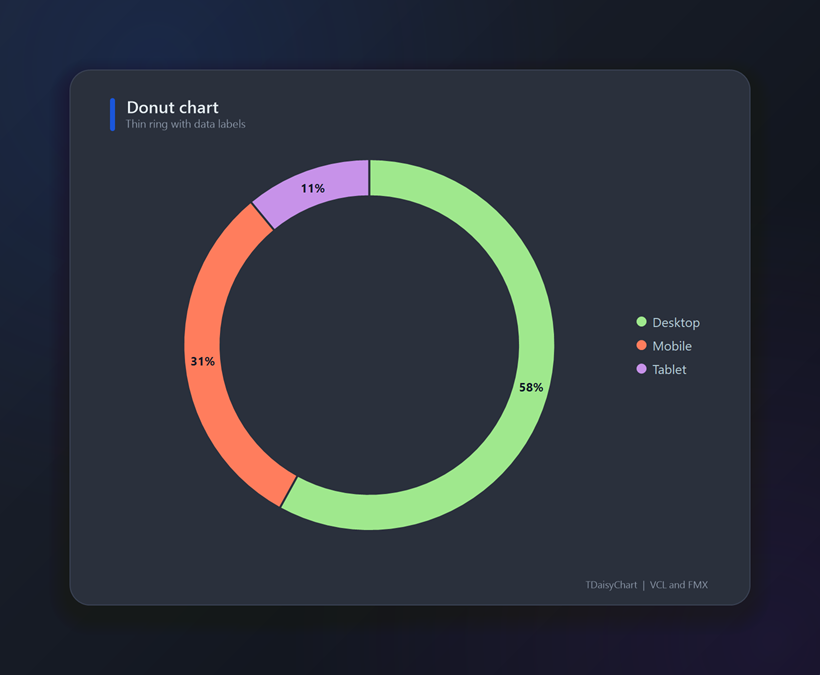 Donut chart
Thin ring with data labels
11%
31%
58%
Desktop
Mobile
Tablet
TDaisyChart | VCL and FMX